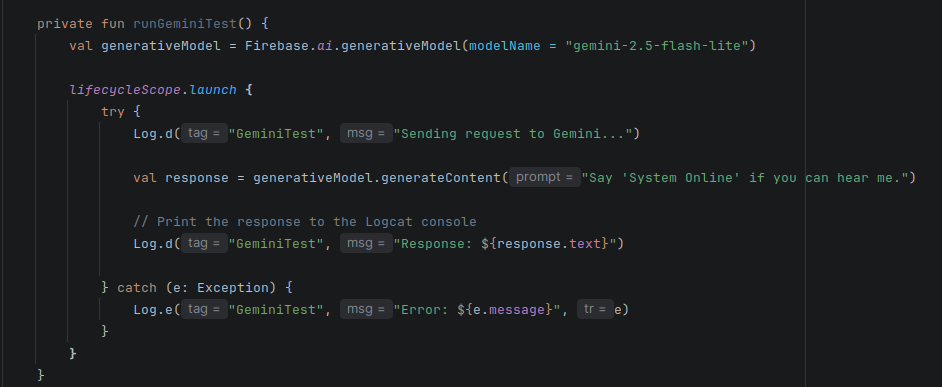 private fun runGeminiTest() {
val generativeModel = Firebase.ai.generativeModel(modelName = "gemini-2.5-flash-lite")
lifecycleScope.launch {
try {
Log.d( tag = "GeminiTest", msg = "Sending request to Gemini...")
val response = generativeModel.generateContent( prompt = "Say 'System Online' if you can hear me.")
// Print the response to the Logcat console
Log.d( tag = "GeminiTest", msg = "Response: ${response.text}")
} catch (e: Exception) {
Log.e( tag = "GeminiTest", msg = "Error: ${e.message}", tr = e)
}
}
}